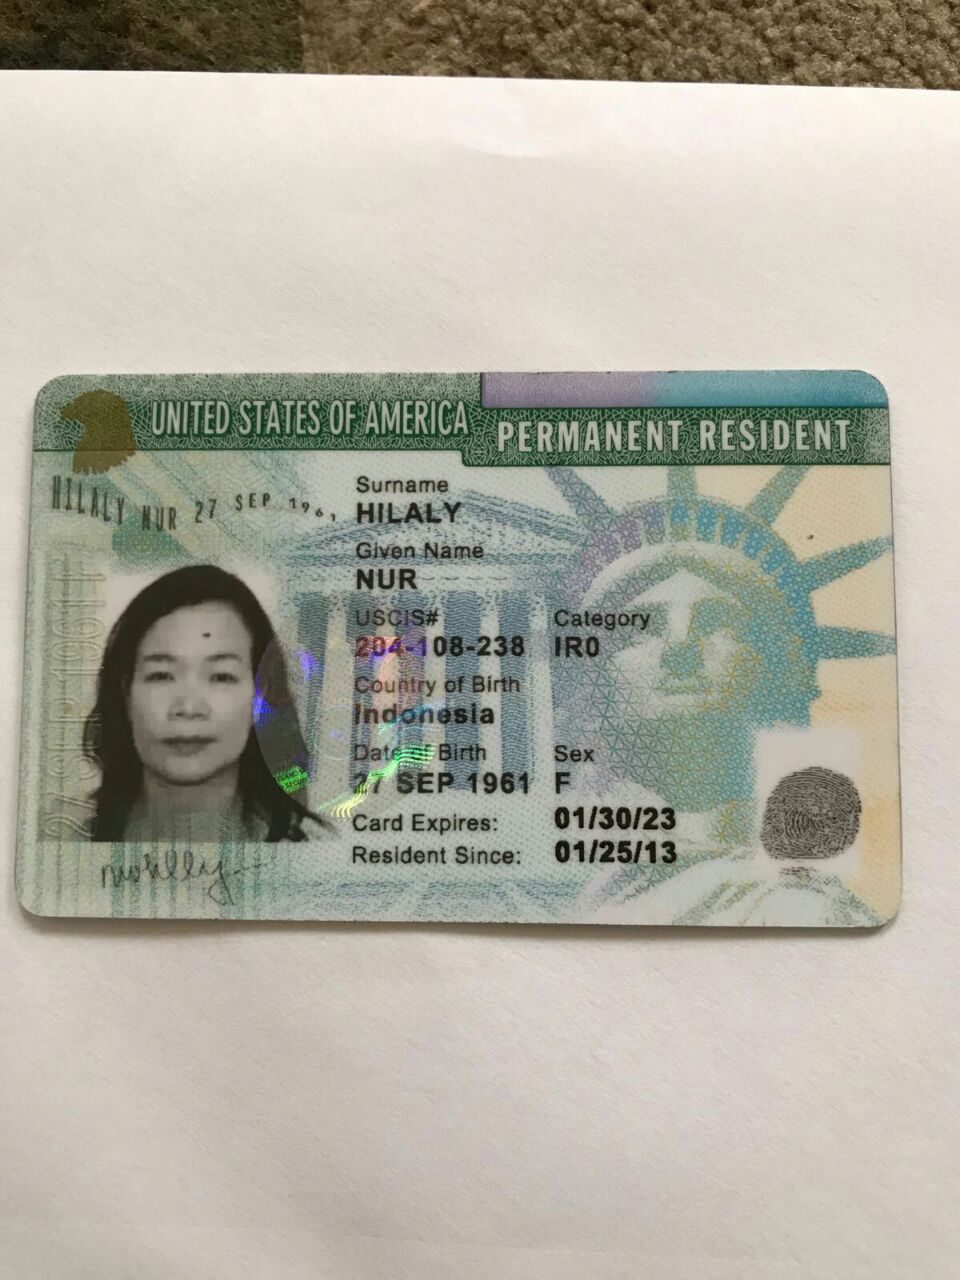 UNITED STATES OF AMERICA
PERMANENT RESIDENT
HILALY NUR 27 SEP 1961
Surname
HILALY
Given Name
NUR
USCIS# Category
204-108-238 IR0
Country of Birth
Indonesia
Date of Birth Sex
27 SEP 1961 F
Card Expires: 01/30/23
Resident Since: 01/25/13
27 SEP 1961 F